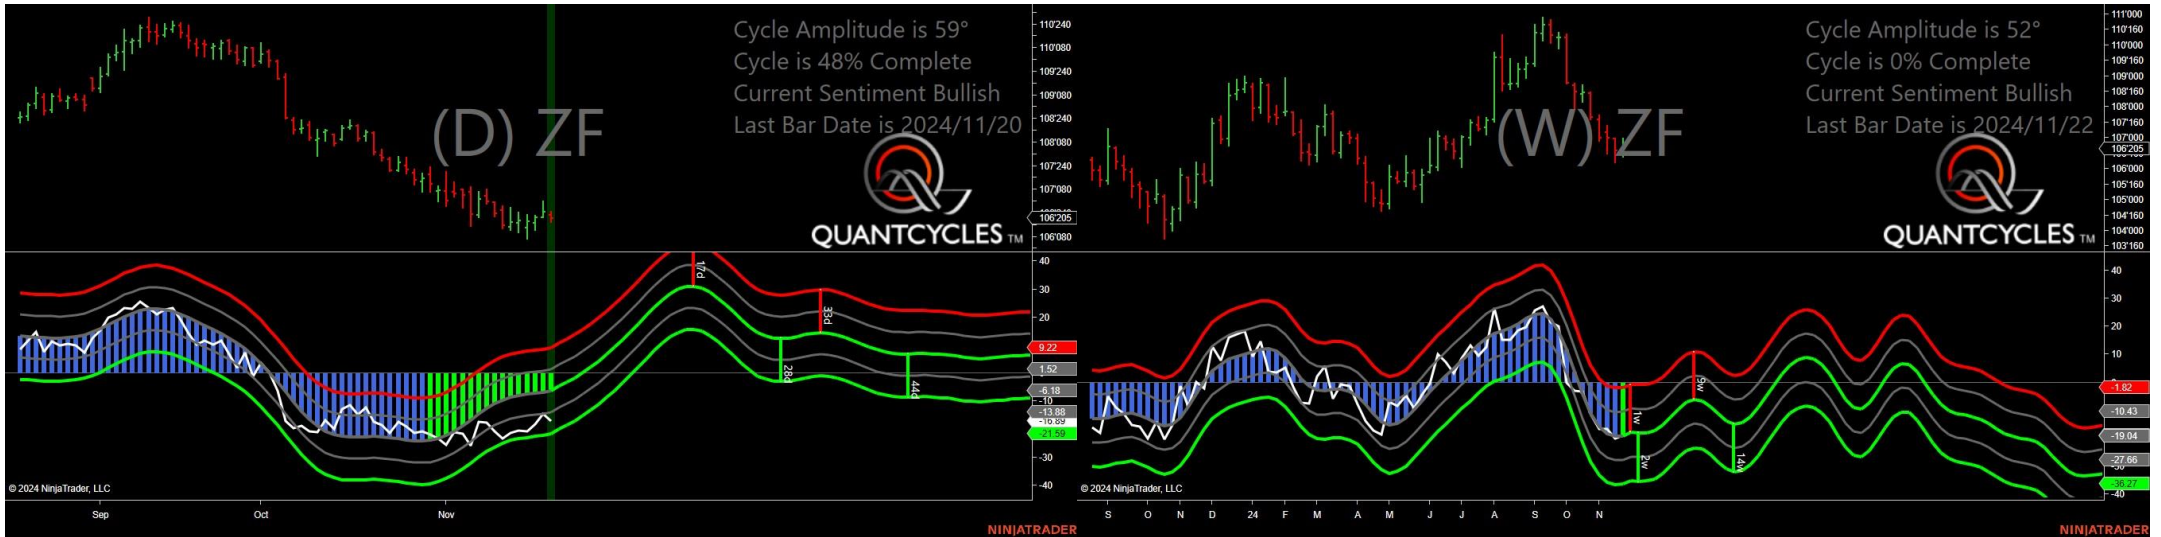 Cycle Amplitude is 59°
Cycle is 48% Complete
Current Sentiment Bullish
Last Bar Date is 2024/11/20
(D) ZF
QUANTCYCLES TM
110'240
110'080
109'240
109'080
108'240
108'080
107'240
107'080
106'205
106'080
17d
33d
28d
44d
40
30
20
9.22
1.52
-6.18
-10
-13.88
-16.89
-21.59
-30
-40
© 2024 NinjaTrader, LLC
Sep
Oct
Nov
NINJATRADER
Cycle Amplitude is 52°
Cycle is 0% Complete
Current Sentiment Bullish
Last Bar Date is 2024/11/22
(W) ZF
QUANTCYCLES TM
111'000
110'160
110'000
109'160
109'000
108'160
108'000
107'160
107'000
106'205
106'000
105'160
105'000
104'160
104'000
103'160
1w
2w
9w
14w
40
30
20
10
-1.82
-10.43
-19.04
-27.66
-36.27
-40
© 2024 NinjaTrader, LLC
S
O
N
D
24
F
M
A
M
J
J
A
S
O
N
NINJATRADER